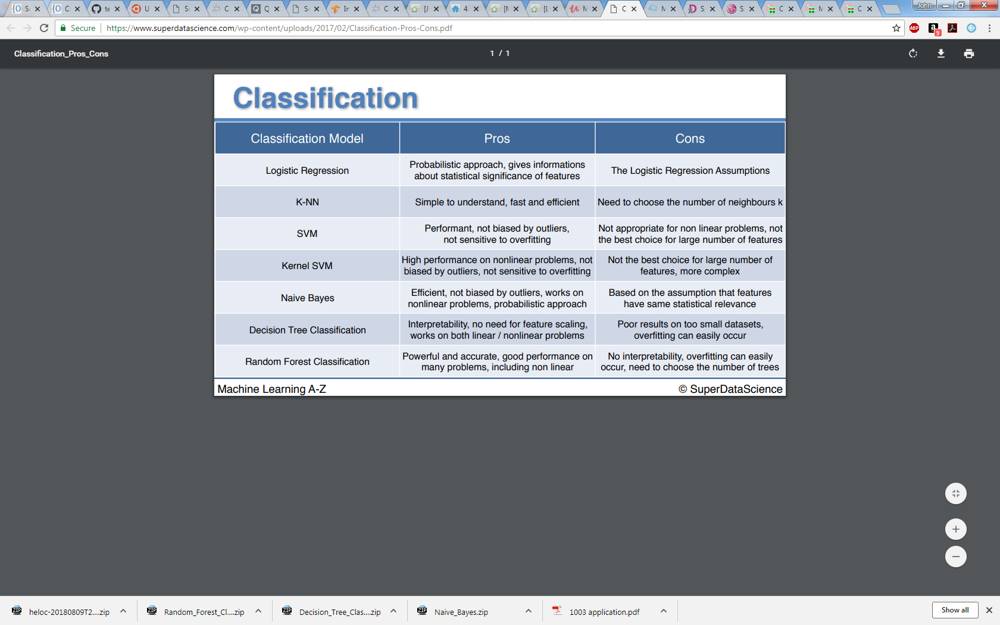 John
Secure
https://www.superdatascience.com/wp-content/uploads/2017/02/Classification-Pros-Cons.pdf
ABP
a
9
Classification_Pros_Cons
1 / 1
Classification
Classification Model
Pros
Cons
Logistic Regression
Probabilistic approach, gives informations
about statistical significance of features
The Logistic Regression Assumptions
K-NN
Simple to understand, fast and efficient
Need to choose the number of neighbours k
SVM
Performant, not biased by outliers,
not sensitive to overfitting
Not appropriate for non linear problems, not
the best choice for large number of features
Kernel SVM
High performance on nonlinear problems, not
biased by outliers, not sensitive to overfitting
Not the best choice for large number of
features, more complex
Naive Bayes
Efficient, not biased by outliers, works on
nonlinear problems, probabilistic approach
Based on the assumption that features
have same statistical relevance
Decision Tree Classification
Interpretability, no need for feature scaling,
works on both linear / nonlinear problems
Poor results on too small datasets,
overfitting can easily occur
Random Forest Classification
Powerful and accurate, good performance on
many problems, including non linear
No interpretability, overfitting can easily
occur, need to choose the number of trees
Machine Learning A-Z
© SuperDataScience
ZIP
heloc-20180809T2....zip
ZIP
Random_Forest_Cl....zip
ZIP
Decision_Tree_Clas....zip
ZIP
Naive_Bayes.zip
1003 application.pdf
Show all